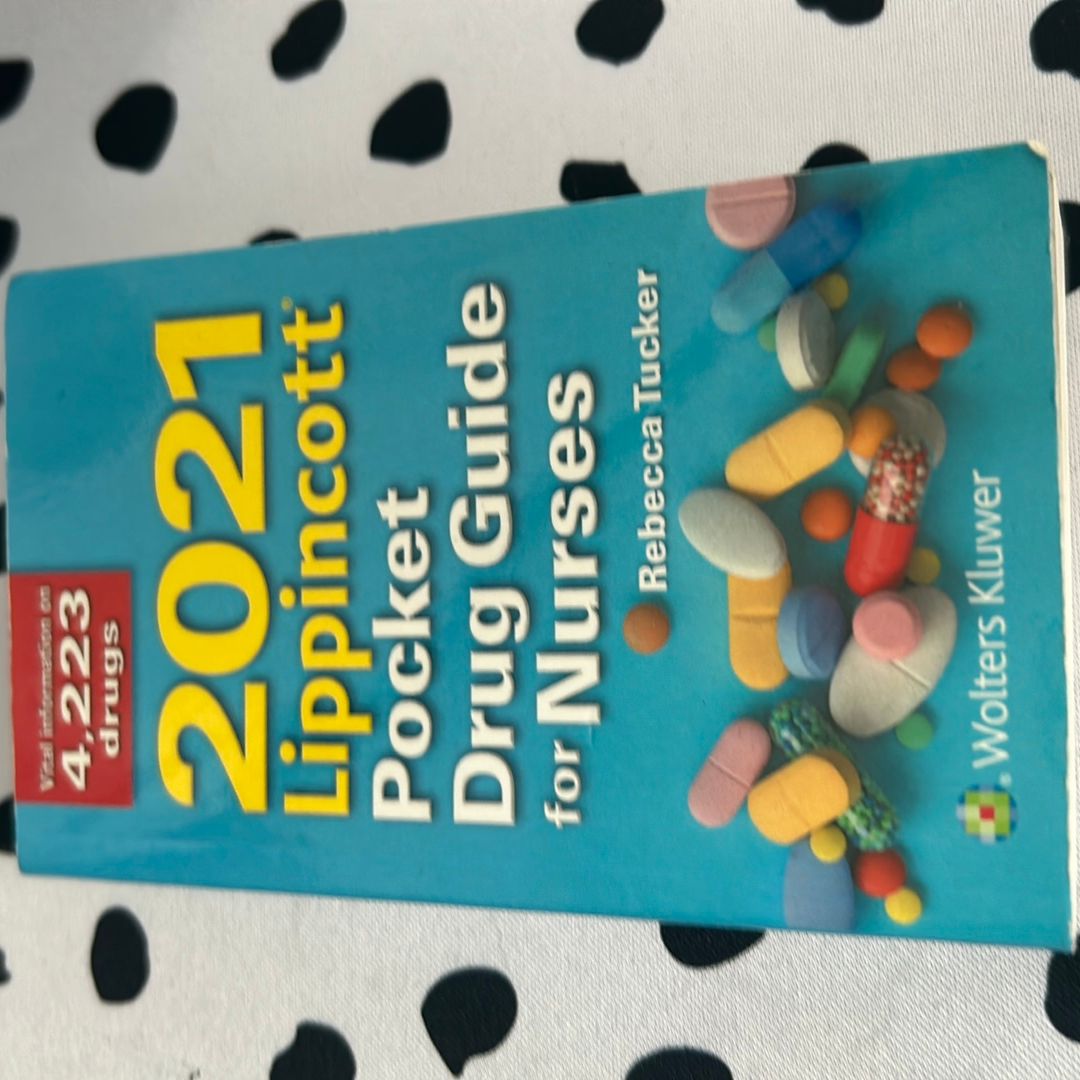 Vital information on
4,223
drugs
2021
Lippincott®
Pocket
Drug Guide
for Nurses
Rebecca Tucker
Wolters Kluwer